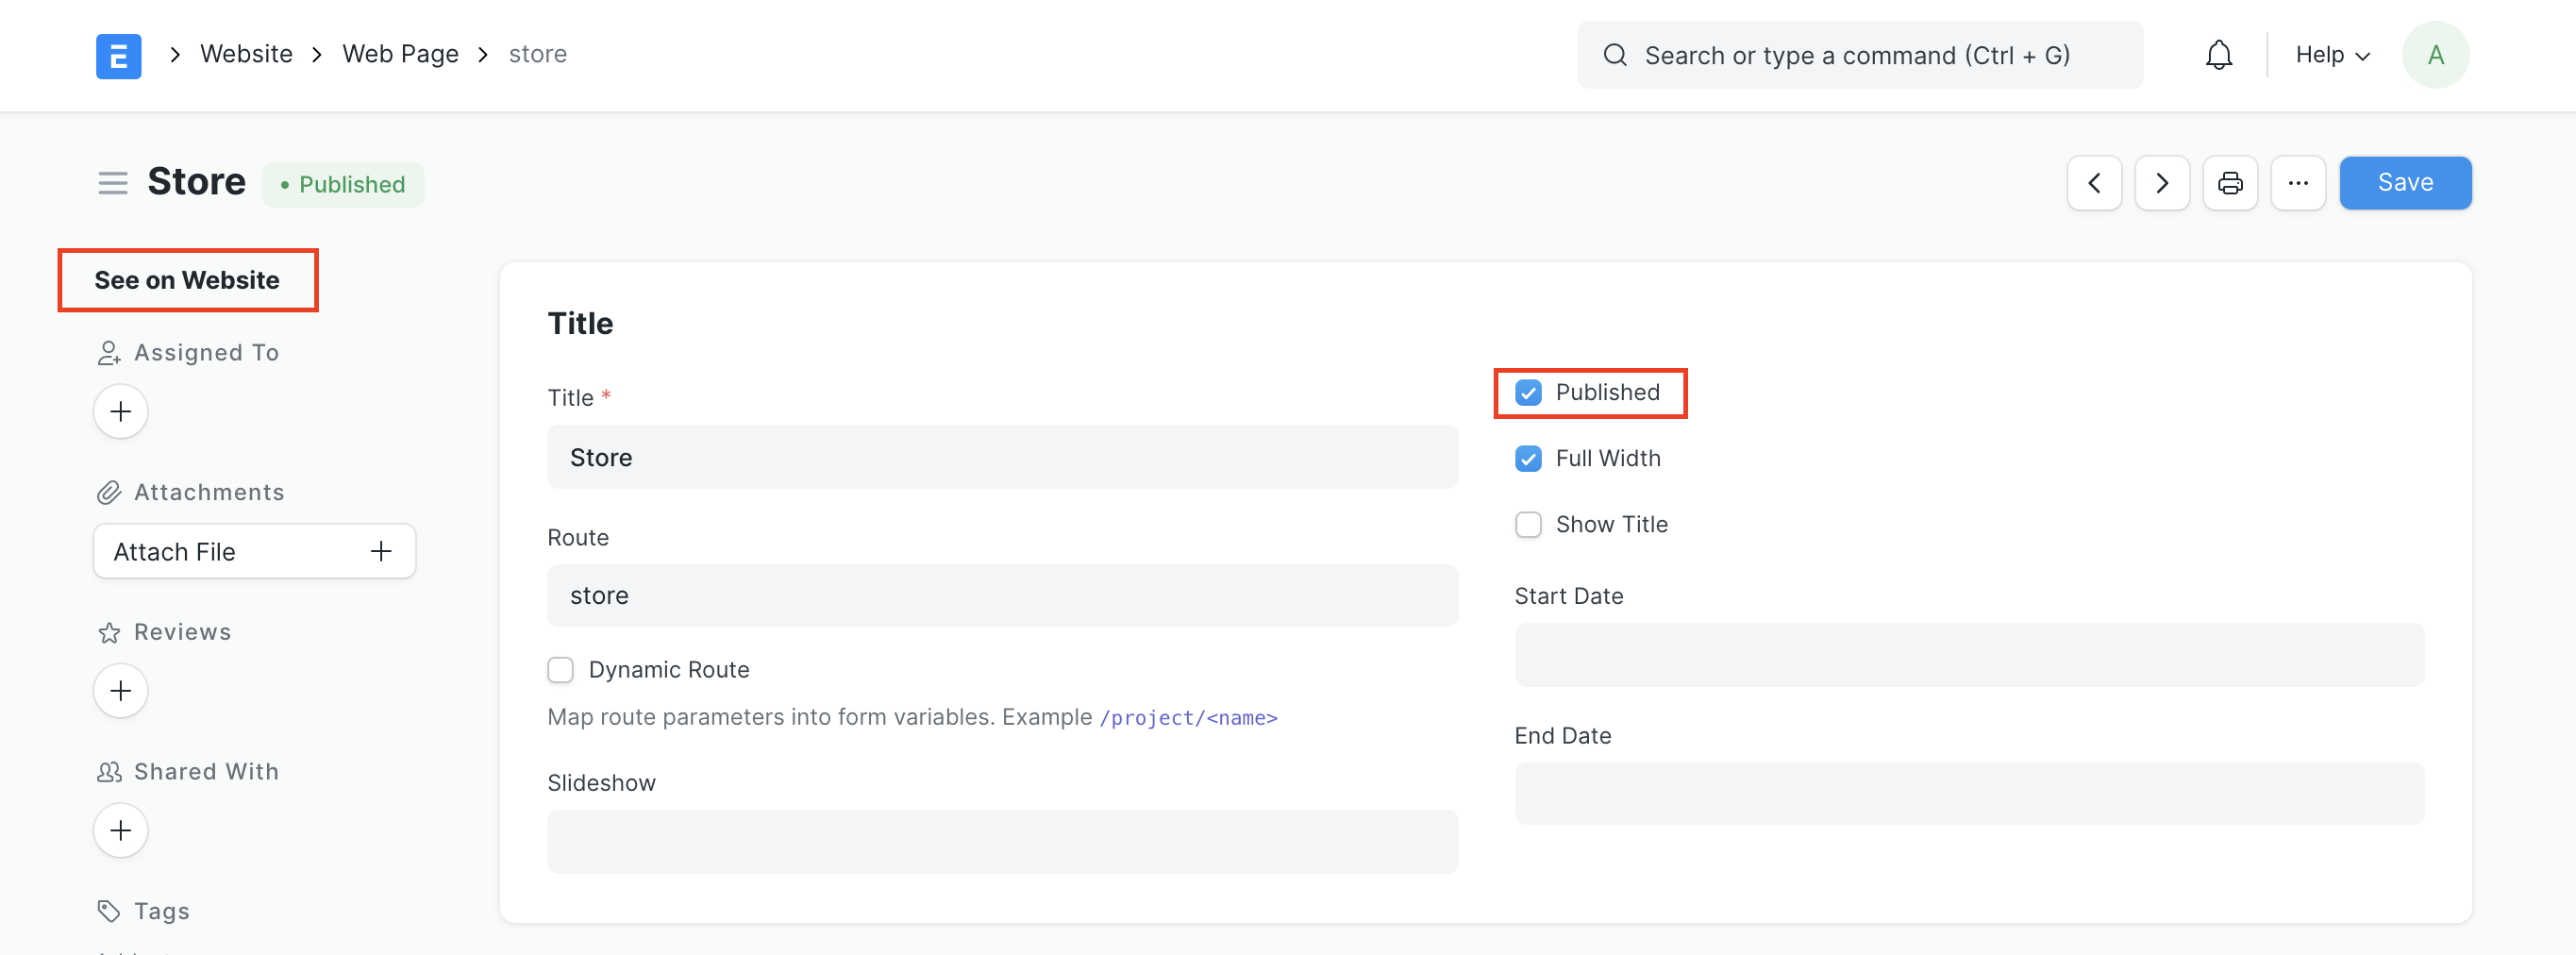 E
Website
Web Page
store
Search or type a command (Ctrl + G)
Help
A
Store
Published
Save
See on Website
Assigned To
Attachments
Attach File
Reviews
Shared With
Tags
Title
Title *
Store
Route
store
Dynamic Route
Map route parameters into form variables. Example /project/<name>
Slideshow
Published
Full Width
Show Title
Start Date
End Date